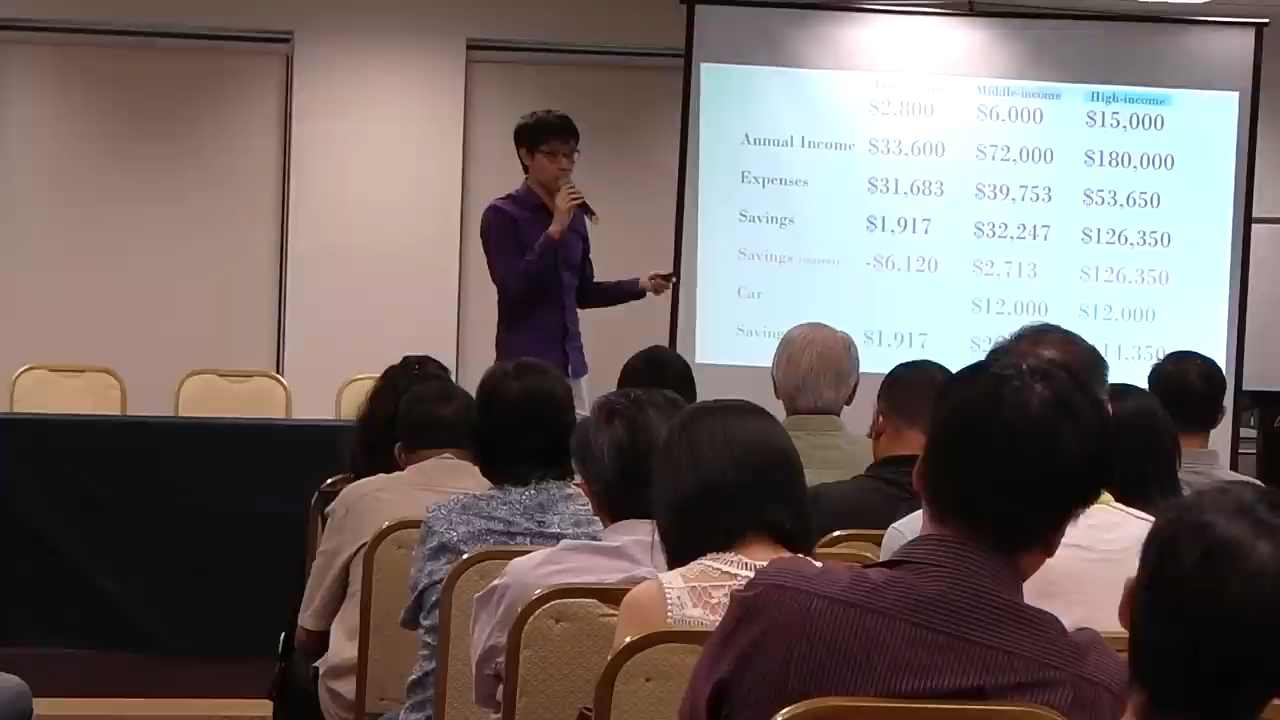 Middle-income High-income
$2,800 $6,000 $15,000
Annual Income $33,600 $72,000 $180,000
Expenses $31,683 $39,753 $53,650
Savings $1,917 $32,247 $126,350
Savings -$6,120 $2,713 $126,350
Car $12,000 $12,000
$1,917